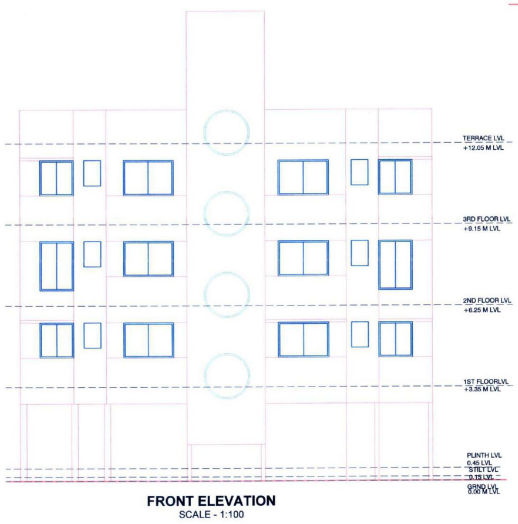 TERRACE LVL
+12.05 M LVL
3RD FLOOR LVL
+9.15 M LVL
2ND FLOOR LVL
+6.25 M LVL
1ST FLOORLVL
+3.35 M LVL
PLINTH LVL
0.45 LVL
STILT LVL
0.15 LVL
GRND LVL
0.00 M LVL
FRONT ELEVATION
SCALE - 1:100